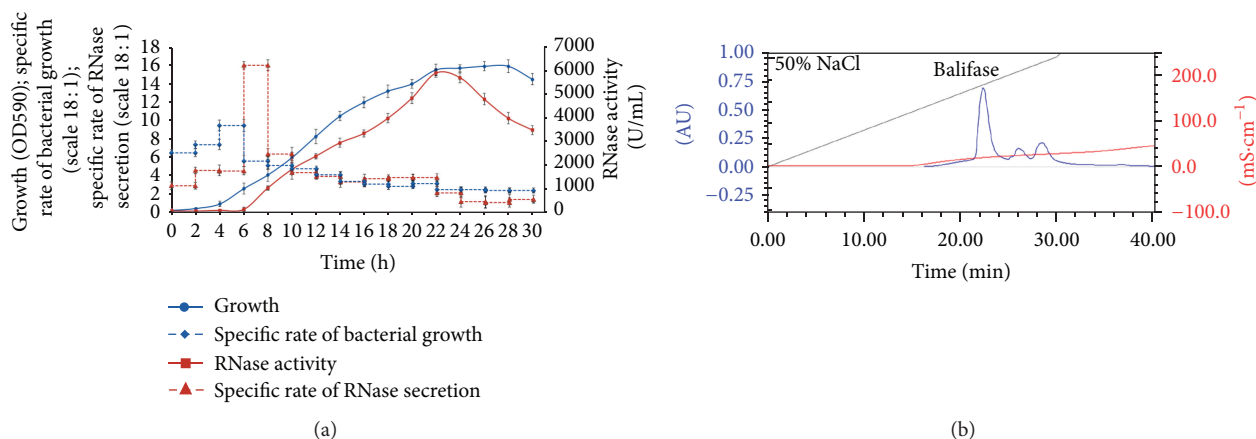 Growth (OD590); specific
rate of bacterial growth
(scale 18 : 1);
specific rate of RNase
secretion (scale 18 : 1)
18
16
14
12
10
8
6
4
2
0
0 2 4 6 8 10 12 14 16 18 20 22 24 26 28 30
Time (h)
7000
6000
5000
4000
3000
2000
1000
0
RNase activity
(U/mL)
Growth
Specific rate of bacterial growth
RNase activity
Specific rate of RNase secretion
(a)
(AU)
1.00
0.75
0.50
0.25
0.00
−0.25
50% NaCl
Balifase
200.0
100.0
0.0
−100.0
(mS·cm−1)
0.00 10.00 20.00 30.00 40.00
Time (min)
(b)